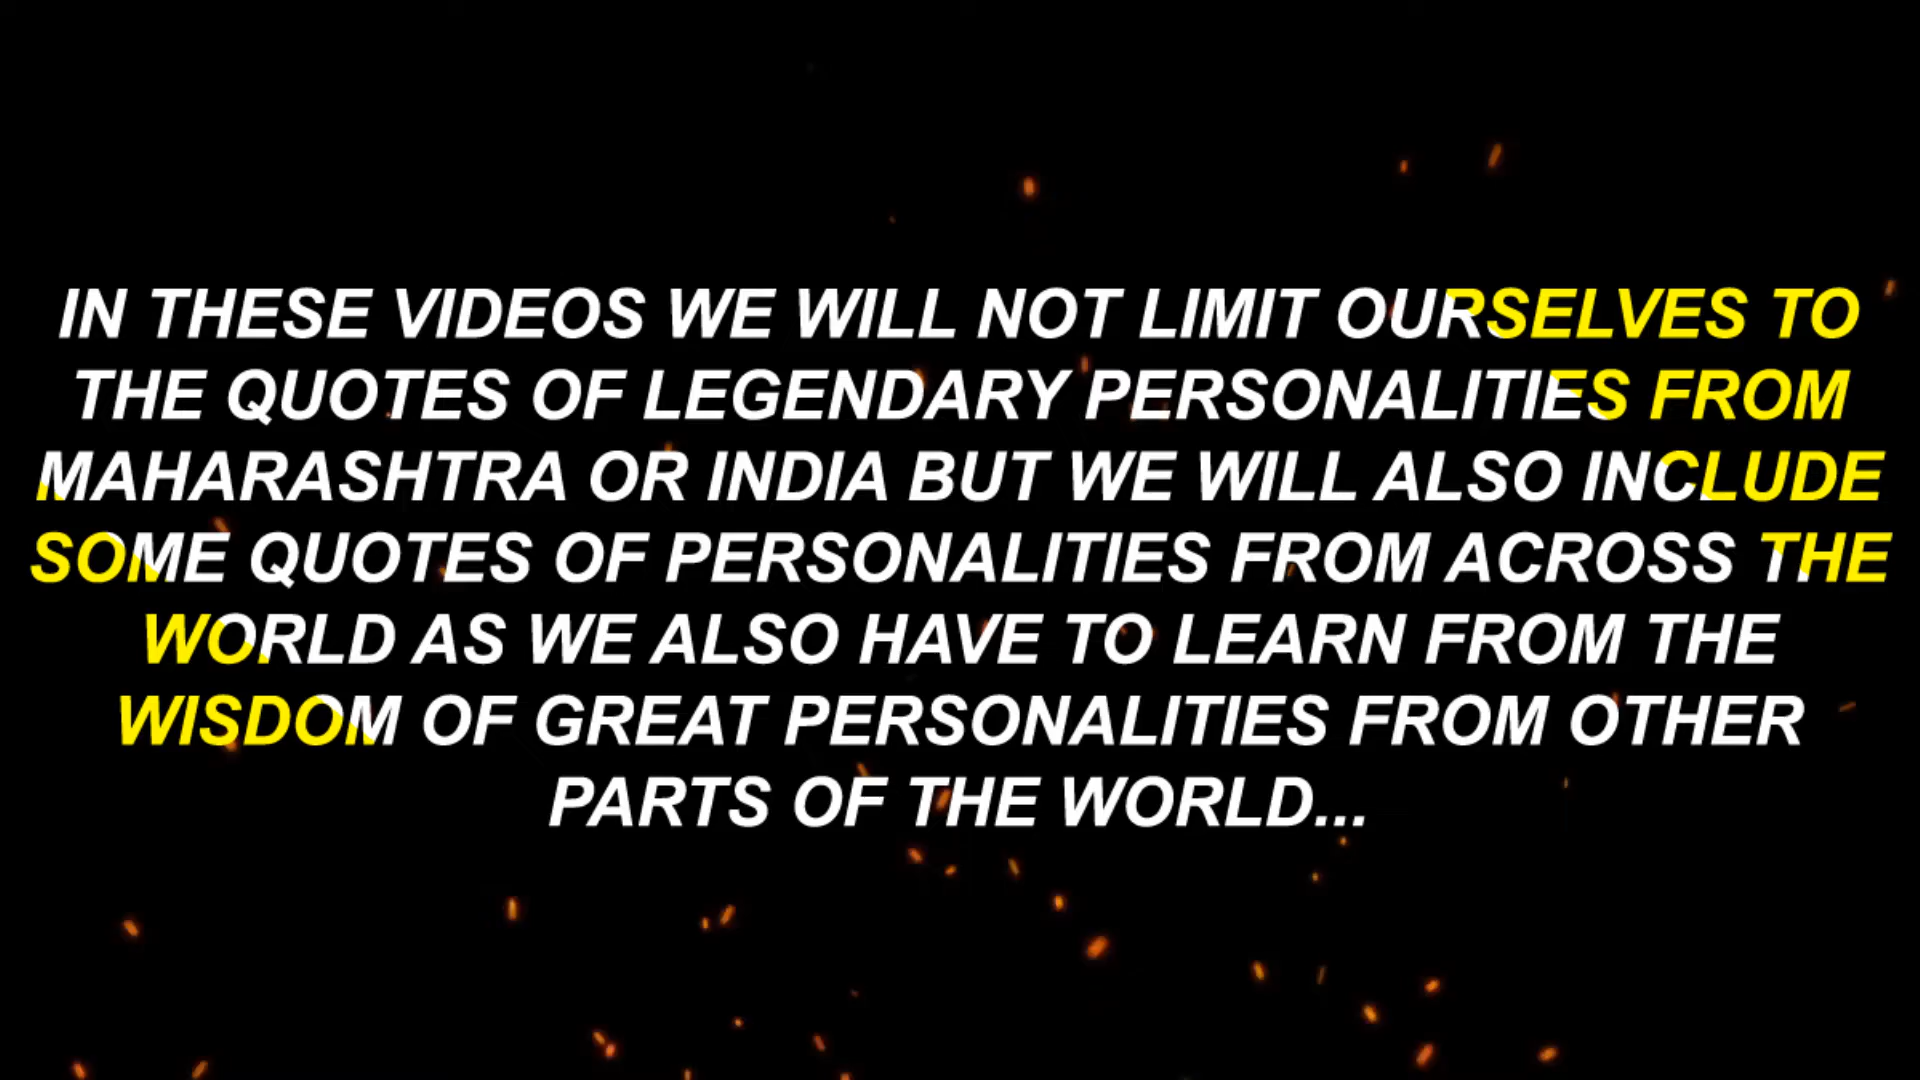 IN THESE VIDEOS WE WILL NOT LIMIT OURSELVES TO
THE QUOTES OF LEGENDARY PERSONALITIES FROM
MAHARASHTRA OR INDIA BUT WE WILL ALSO INCLUDE
SOME QUOTES OF PERSONALITIES FROM ACROSS THE
WORLD AS WE ALSO HAVE TO LEARN FROM THE
WISDOM OF GREAT PERSONALITIES FROM OTHER
PARTS OF THE WORLD...